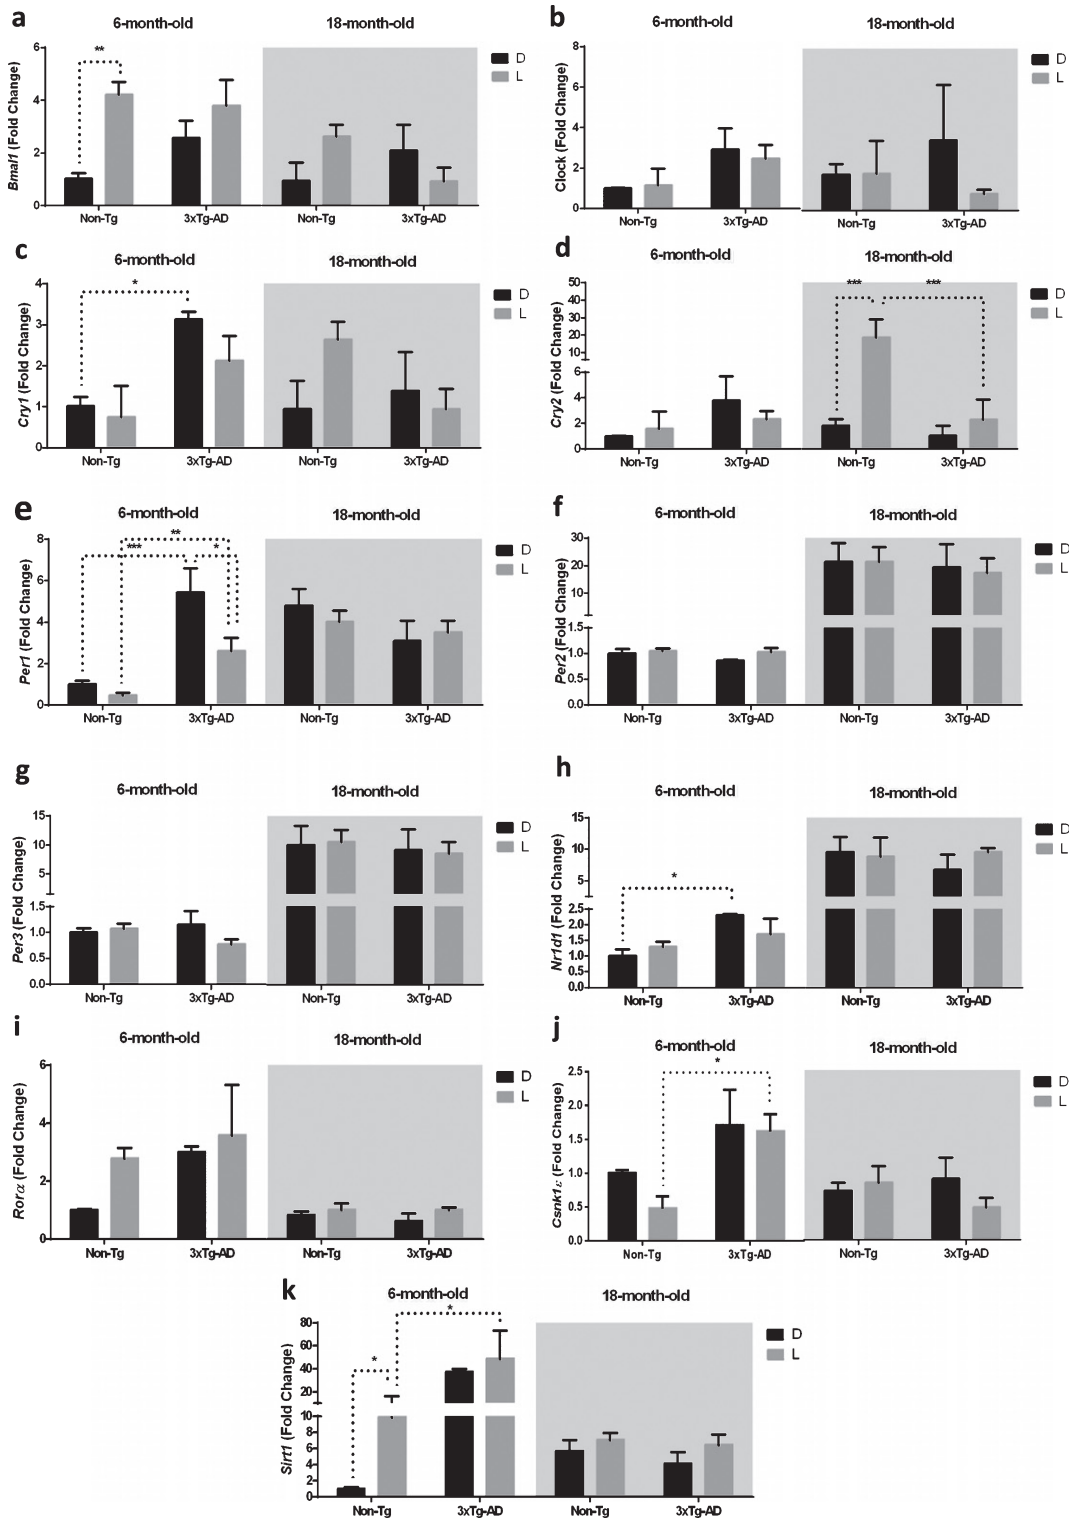 a
6-month-old 18-month-old
Bmal1 (Fold Change)
6
4
2
0
**
Non-Tg 3xTg-AD Non-Tg 3xTg-AD
D
L
b
6-month-old 18-month-old
Clock (Fold Change)
8
6
4
2
0
Non-Tg 3xTg-AD Non-Tg 3xTg-AD
D
L
c
6-month-old 18-month-old
Cry1 (Fold Change)
4
3
2
1
0
*
Non-Tg 3xTg-AD Non-Tg 3xTg-AD
D
L
d
6-month-old 18-month-old
Cry2 (Fold Change)
50
40
30
20
10
6
4
2
0
*** ***
Non-Tg 3xTg-AD Non-Tg 3xTg-AD
D
L
e
6-month-old 18-month-old
Per1 (Fold Change)
8
6
4
2
0
**
*** *
Non-Tg 3xTg-AD Non-Tg 3xTg-AD
D
L
f
6-month-old 18-month-old
Per2 (Fold Change)
30
20
10
1.5
1.0
0.5
0.0
Non-Tg 3xTg-AD Non-Tg 3xTg-AD
D
L
g
6-month-old 18-month-old
Per3 (Fold Change)
15
10
5
1.5
1.0
0.5
0.0
Non-Tg 3xTg-AD Non-Tg 3xTg-AD
D
L
h
6-month-old 18-month-old
Nr1d1 (Fold Change)
15
10
5
2.5
2.0
1.5
1.0
0.5
0.0
*
Non-Tg 3xTg-AD Non-Tg 3xTg-AD
D
L
i
6-month-old 18-month-old
Rorα (Fold Change)
6
4
2
0
Non-Tg 3xTg-AD Non-Tg 3xTg-AD
D
L
j
6-month-old 18-month-old
Csnk1ε (Fold Change)
2.5
2.0
1.5
1.0
0.5
0.0
*
Non-Tg 3xTg-AD Non-Tg 3xTg-AD
D
L
k
6-month-old 18-month-old
Sirt1 (Fold Change)
80
60
40
20
10
8
6
4
2
0
*
*
Non-Tg 3xTg-AD Non-Tg 3xTg-AD
D
L